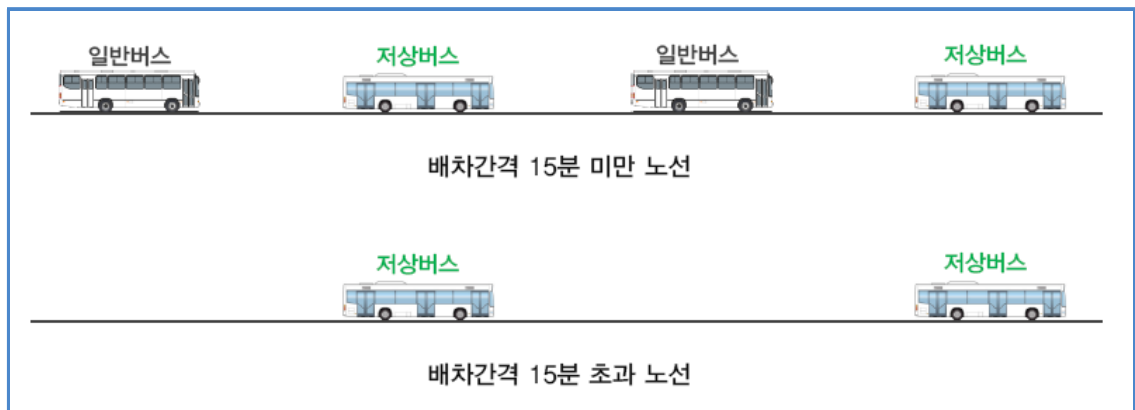 일반버스 저상버스 일반버스 저상버스
배차간격 15분 미만 노선
저상버스 저상버스
배차간격 15분 초과 노선